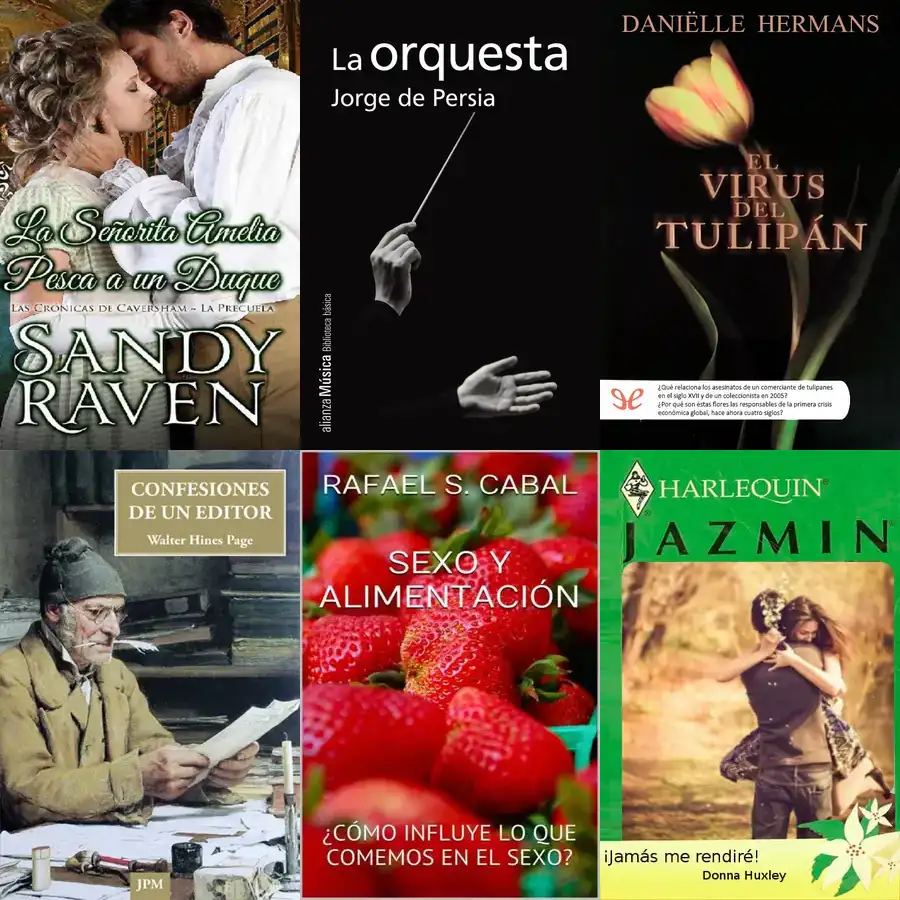 La Señorita Amelia
Pesca a un Duque
LAS CRÓNICAS DE CAVERSHAM ~ LA PRECUELA
SANDY
RAVEN
La orquesta
Jorge de Persia
alianza Música Biblioteca básica
DANIËLLE HERMANS
EL
VIRUS
DEL
TULIPÁN
¿Qué relaciona los asesinatos de un comerciante de tulipanes
en el siglo XVII y de un coleccionista en 2005?
¿Por qué son éstas flores las responsables de la primera crisis
económica global, hace ahora cuatro siglos?
CONFESIONES
DE UN EDITOR
Walter Hines Page
JPM
RAFAEL S. CABAL
SEXO Y
ALIMENTACIÓN
¿CÓMO INFLUYE LO QUE
COMEMOS EN EL SEXO?
HARLEQUIN®
JAZMIN®
¡Jamás me rendiré!
Donna Huxley